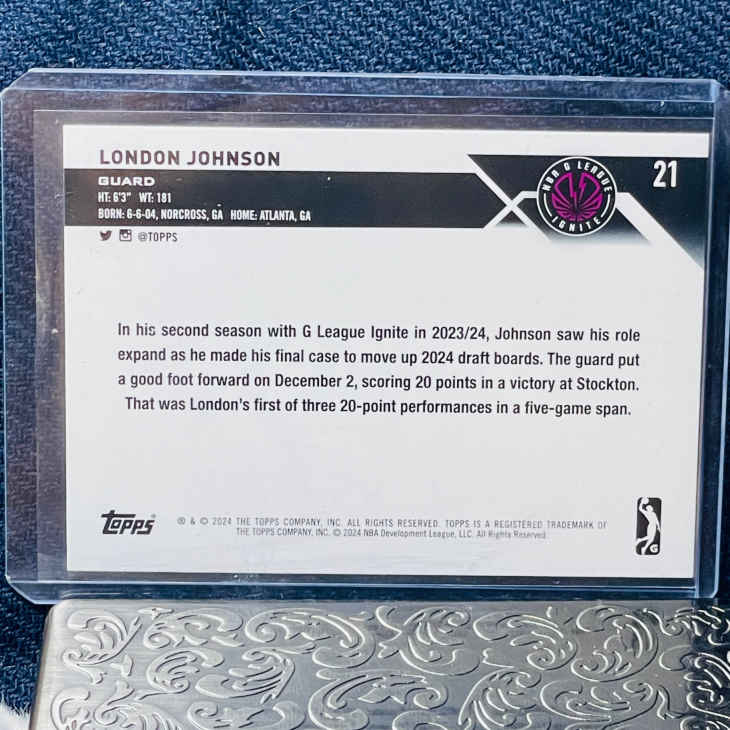 LONDON JOHNSON
GUARD
HT: 6'3" WT: 181
BORN: 6-6-04, NORCROSS, GA HOME: ATLANTA, GA
@TOPPS
NBA G LEAGUE
IGNITE
21
In his second season with G League Ignite in 2023/24, Johnson saw his role
expand as he made his final case to move up 2024 draft boards. The guard put
a good foot forward on December 2, scoring 20 points in a victory at Stockton.
That was London's first of three 20-point performances in a five-game span.
Topps®
® & © 2024 THE TOPPS COMPANY, INC. ALL RIGHTS RESERVED. TOPPS IS A REGISTERED TRADEMARK OF
THE TOPPS COMPANY, INC. © 2024 NBA Development League, LLC. All Rights Reserved.
G